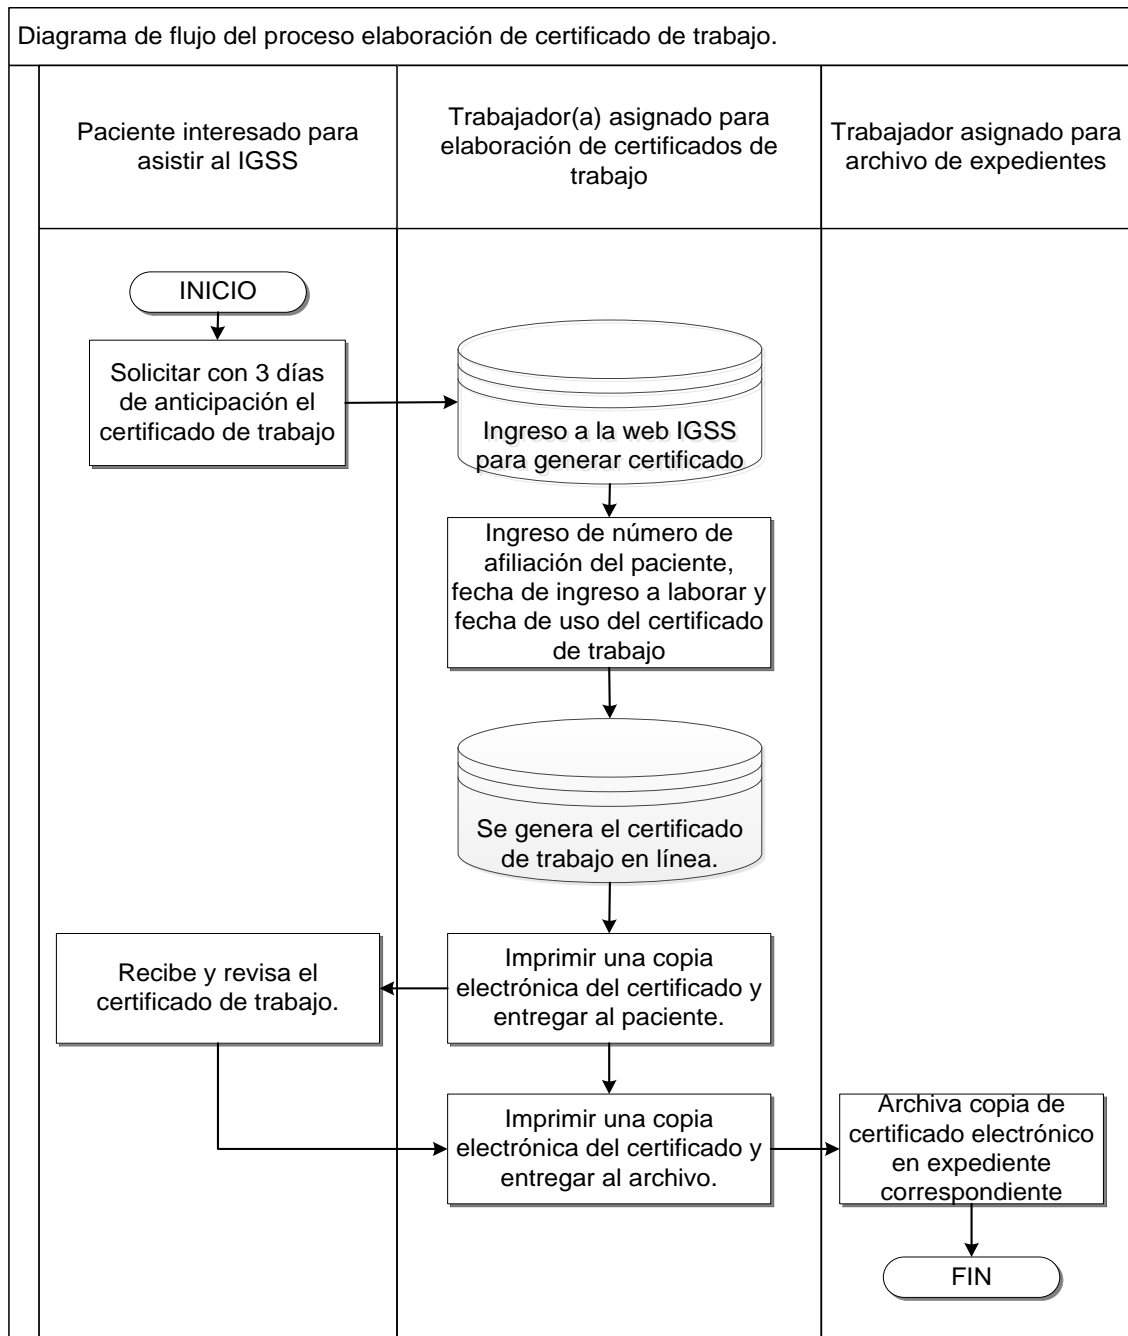 Diagrama de flujo del proceso elaboración de certificado de trabajo.
Paciente interesado para
asistir al IGSS
Trabajador(a) asignado para
elaboración de certificados de
trabajo
Trabajador asignado para
archivo de expedientes
INICIO
Solicitar con 3 días
de anticipación el
certificado de trabajo
Ingreso a la web IGSS
para generar certificado
Ingreso de número de
afiliación del paciente,
fecha de ingreso a laborar y
fecha de uso del certificado
de trabajo
Se genera el certificado
de trabajo en línea.
Imprimir una copia
electrónica del certificado y
entregar al paciente.
Recibe y revisa el
certificado de trabajo.
Imprimir una copia
electrónica del certificado y
entregar al archivo.
Archiva copia de
certificado electrónico
en expediente
correspondiente
FIN